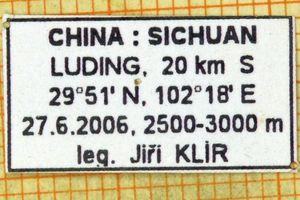 CHINA : SICHUAN
LUDING, 20 km S
29°51' N, 102°18' E
27.6.2006, 2500-3000 m
leg. Jiří KLÍR